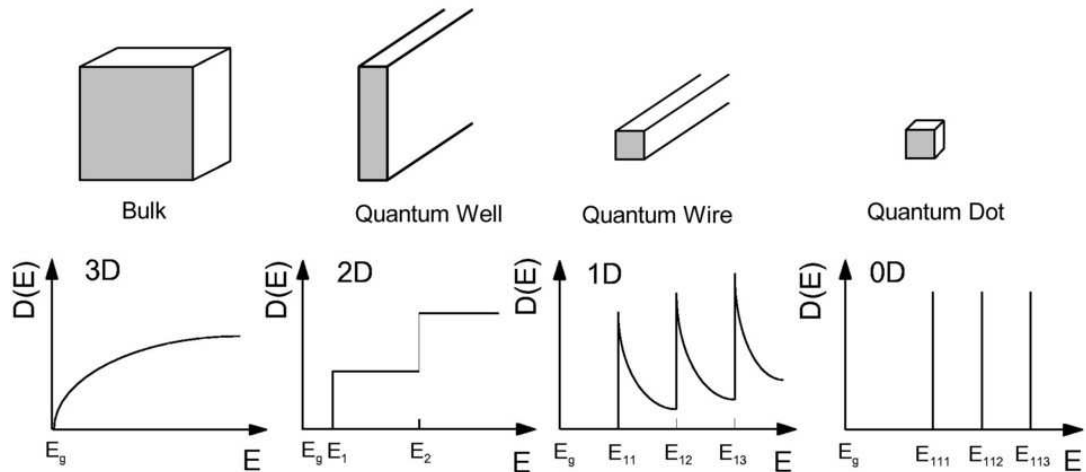 Bulk
Quantum Well
Quantum Wire
Quantum Dot
D(E)
3D
E_g
E
D(E)
2D
E_g
E_1
E_2
E
D(E)
1D
E_g
E_11
E_12
E_13
E
D(E)
0D
E_g
E_111
E_112
E_113
E